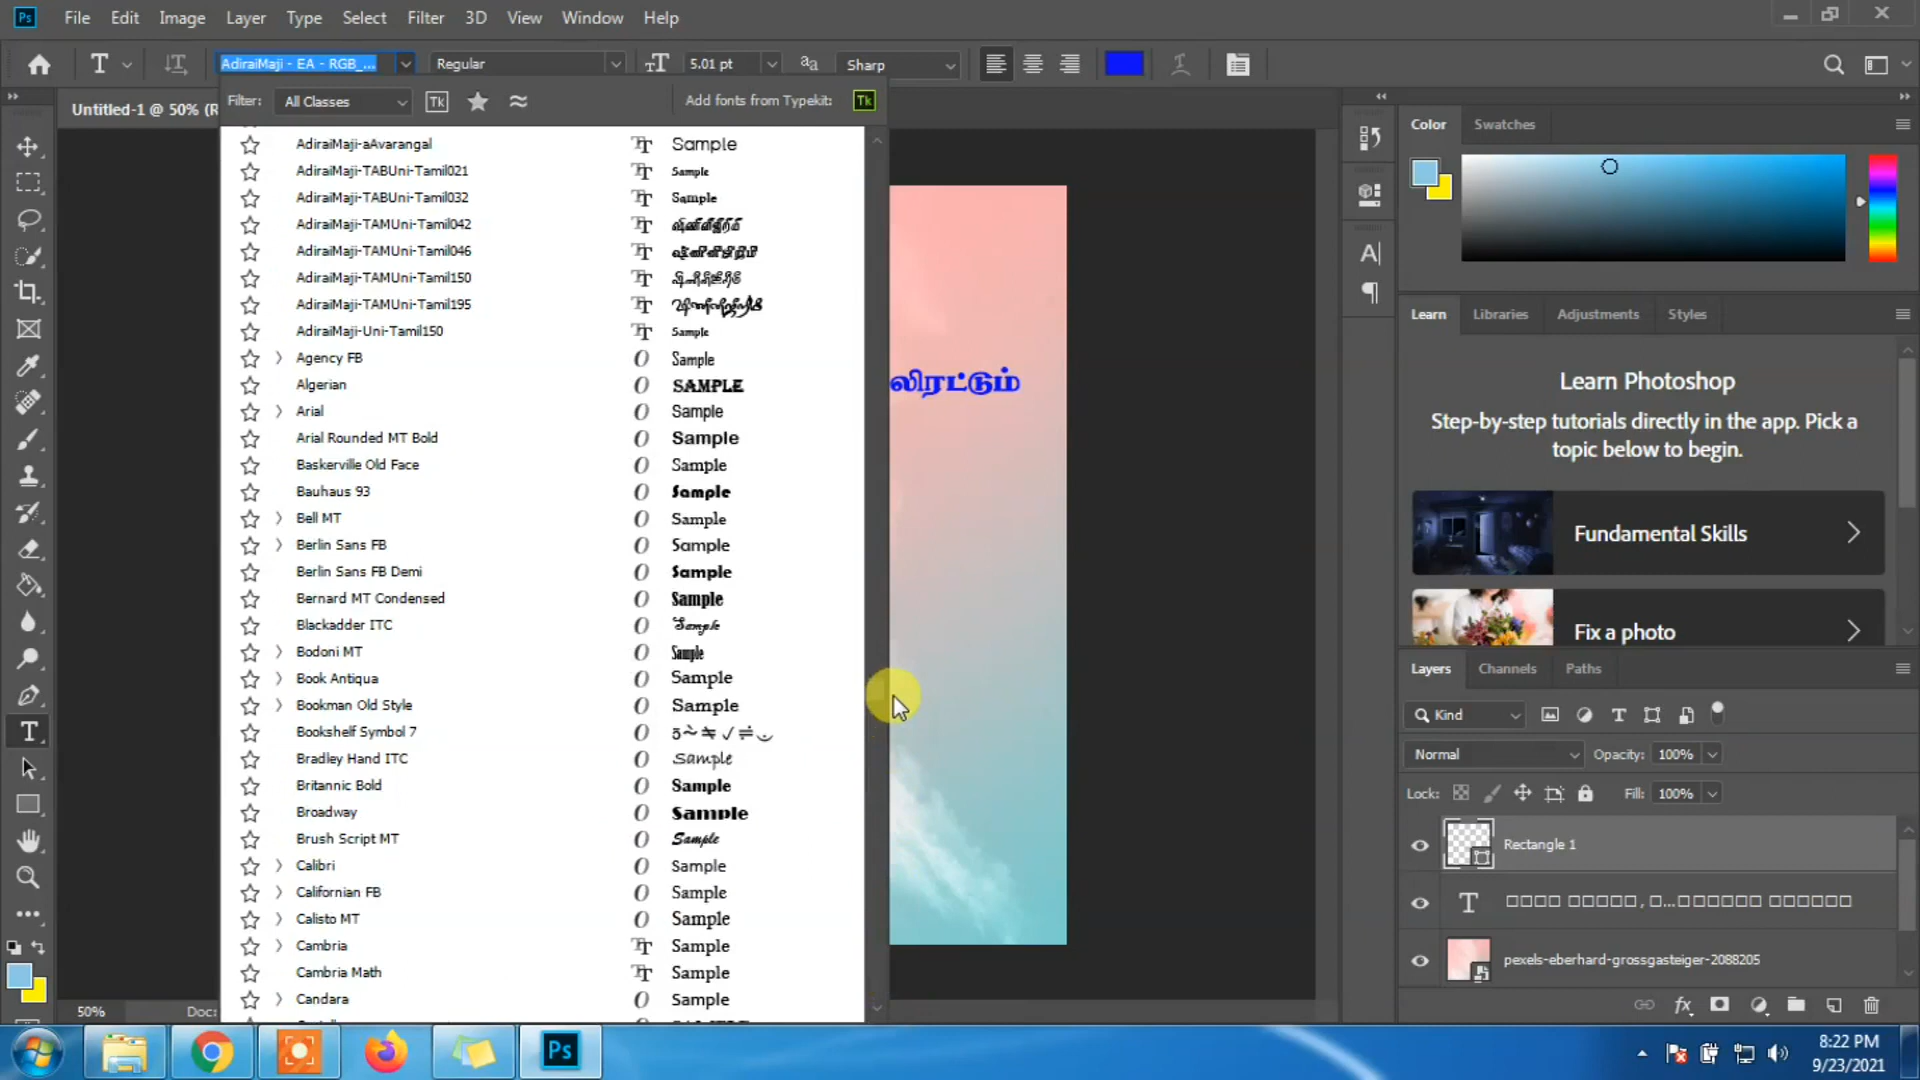 Ps File Edit Image Layer Type Select Filter 3D View Window Help
AdiraiMaji - EA - RGB_... Regular 5.01 pt Sharp
Filter: All Classes Tk Add fonts from Typekit: Tk
Untitled-1 @ 50% (R
AdiraiMaji-aAvarangal Sample
AdiraiMaji-TABUni-Tamil021 Sample
AdiraiMaji-TABUni-Tamil032 Sample
AdiraiMaji-TAMUni-Tamil042
AdiraiMaji-TAMUni-Tamil046
AdiraiMaji-TAMUni-Tamil150
AdiraiMaji-TAMUni-Tamil195
AdiraiMaji-Uni-Tamil150 Sample
Agency FB Sample
Algerian SAMPLE
Arial Sample
Arial Rounded MT Bold Sample
Baskerville Old Face Sample
Bauhaus 93 Sample
Bell MT Sample
Berlin Sans FB Sample
Berlin Sans FB Demi Sample
Bernard MT Condensed Sample
Blackadder ITC Sample
Bodoni MT Sample
Book Antiqua Sample
Bookman Old Style Sample
Bookshelf Symbol 7
Bradley Hand ITC Sample
Britannic Bold Sample
Broadway Sample
Brush Script MT Sample
Calibri Sample
Californian FB Sample
Calisto MT Sample
Cambria Sample
Cambria Math Sample
Candara Sample
லிரட்டும்
50% Doc:
Color Swatches
Learn Libraries Adjustments Styles
Learn Photoshop
Step-by-step tutorials directly in the app. Pick a
topic below to begin.
Fundamental Skills
Fix a photo
Layers Channels Paths
Kind
Normal Opacity: 100%
Lock: Fill: 100%
Rectangle 1
pexels-eberhard-grossgasteiger-2088205
Ps
8:22 PM
9/23/2021